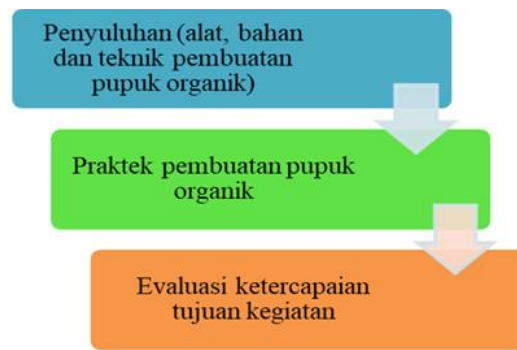 Penyuluhan (alat, bahan
dan teknik pembuatan
pupuk organik)
Praktek pembuatan pupuk
organik
Evaluasi ketercapaian
tujuan kegiatan